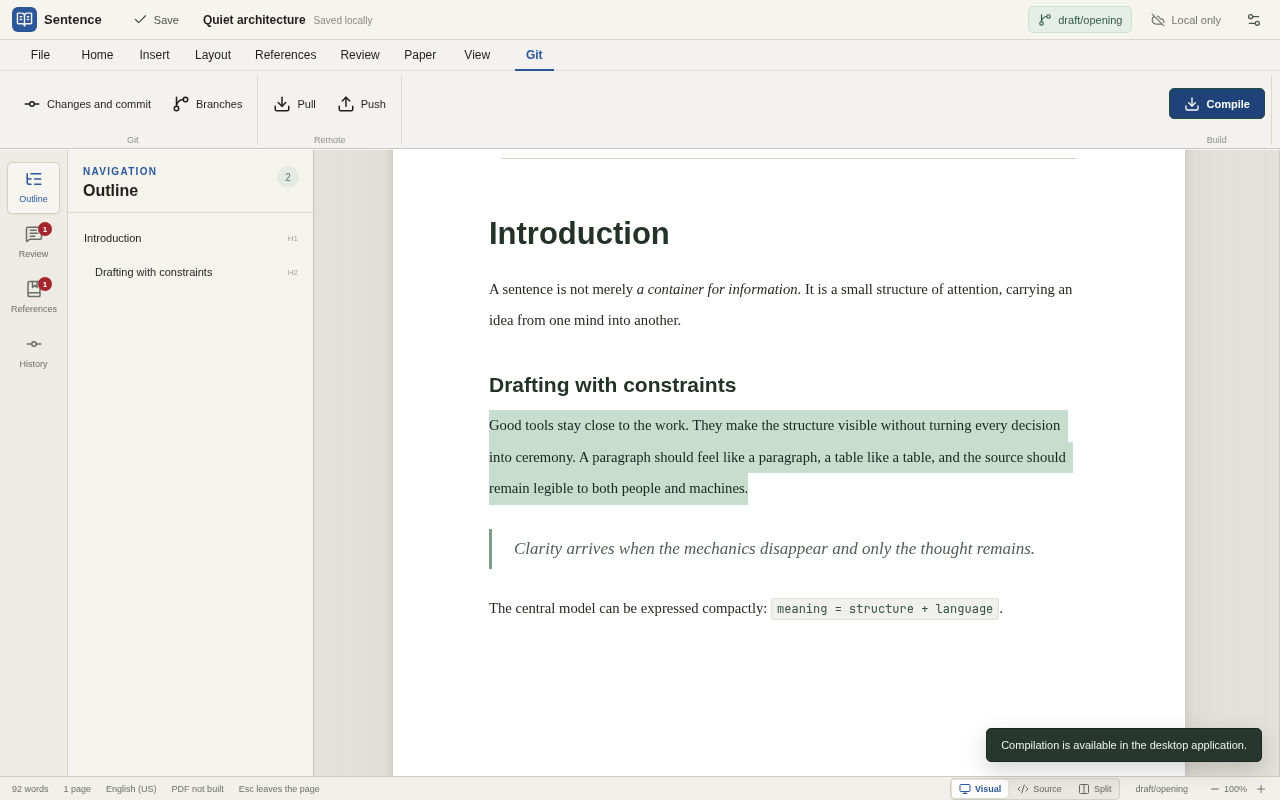 Sentence
Save
Quiet architecture
Saved locally
draft/opening
Local only
File
Home
Insert
Layout
References
Review
Paper
View
Git
Changes and commit
Branches
Pull
Push
Compile
Git
Remote
Build
Outline
Review
1
References
1
History
NAVIGATION
Outline
2
Introduction
H1
Drafting with constraints
H2
Introduction
A sentence is not merely a container for information. It is a small structure of attention, carrying an
idea from one mind into another.
Drafting with constraints
Good tools stay close to the work. They make the structure visible without turning every decision
into ceremony. A paragraph should feel like a paragraph, a table like a table, and the source should
remain legible to both people and machines.
Clarity arrives when the mechanics disappear and only the thought remains.
The central model can be expressed compactly: meaning = structure + language.
Compilation is available in the desktop application.
92 words
1 page
English (US)
PDF not built
Esc leaves the page
Visual
Source
Split
draft/opening
100%